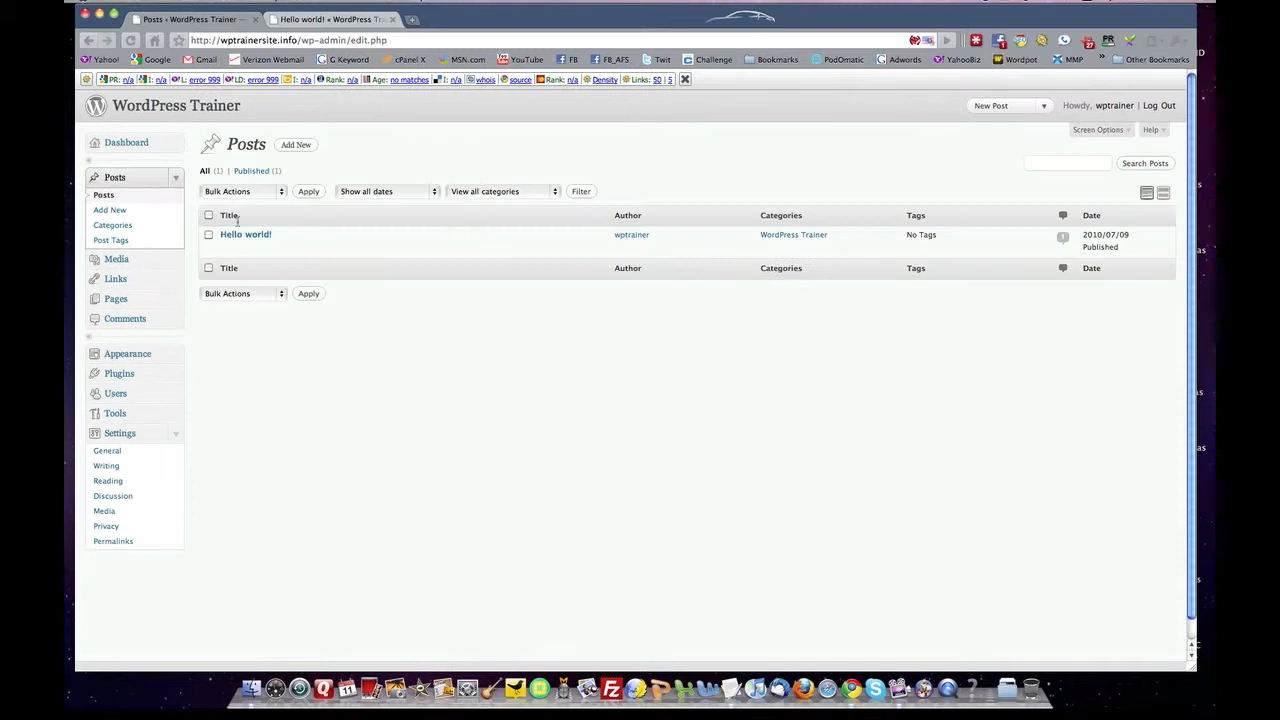 Posts ‹ WordPress Trainer —
Hello world! « WordPress Tra...
http://wptrainersite.info/wp-admin/edit.php
Yahoo! Google Gmail Verizon Webmail G Keyword cPanel X MSN.com YouTube FB FB_AFS Twit Challenge Bookmarks PodOmatic Adwords YahooBiz Wordpot MMP » Other Bookmarks
PR: n/a I: n/a L: error 999 LD: error 999 I: n/a Rank: n/a Age: no matches I: n/a whois source Rank: n/a Density Links: 50 | 5
WordPress Trainer
New Post
Howdy, wptrainer | Log Out
Screen Options
Help
Dashboard
Posts
Posts
Add New
Categories
Post Tags
Media
Links
Pages
Comments
Appearance
Plugins
Users
Tools
Settings
General
Writing
Reading
Discussion
Media
Privacy
Permalinks
Posts Add New
All (1) | Published (1)
Search Posts
Bulk Actions Apply Show all dates View all categories Filter
Title Author Categories Tags Date
Hello world! wptrainer WordPress Trainer No Tags 1 2010/07/09
Published
Title Author Categories Tags Date
Bulk Actions Apply